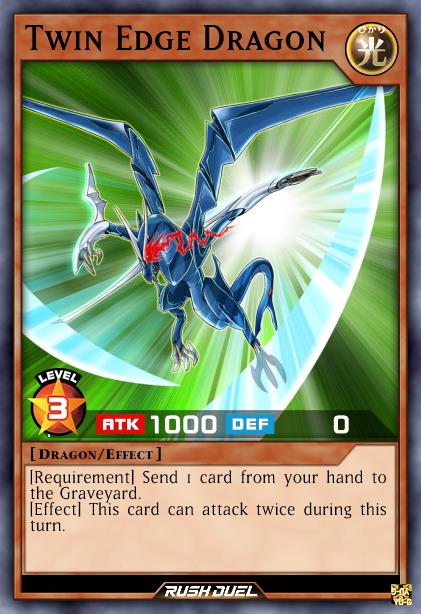 TWIN EDGE DRAGON
ひかり
光
LEVEL
3
ATK 1000 DEF 0
[DRAGON/EFFECT]
[Requirement] Send 1 card from your hand to
the Graveyard.
[Effect] This card can attack twice during this
turn.
RUSH DUEL